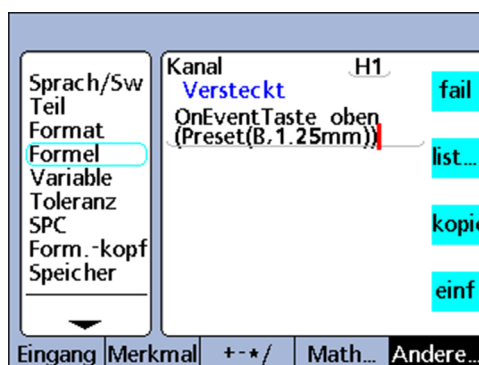 Sprach/Sw
Teil
Format
Formel
Variable
Toleranz
SPC
Form.-kopf
Speicher
Kanal H1
Versteckt
OnEventTaste oben
(Preset(B,1.25mm))
fail
list...
kopie
einf
Eingang Merkmal +-*/ Math... Andere...